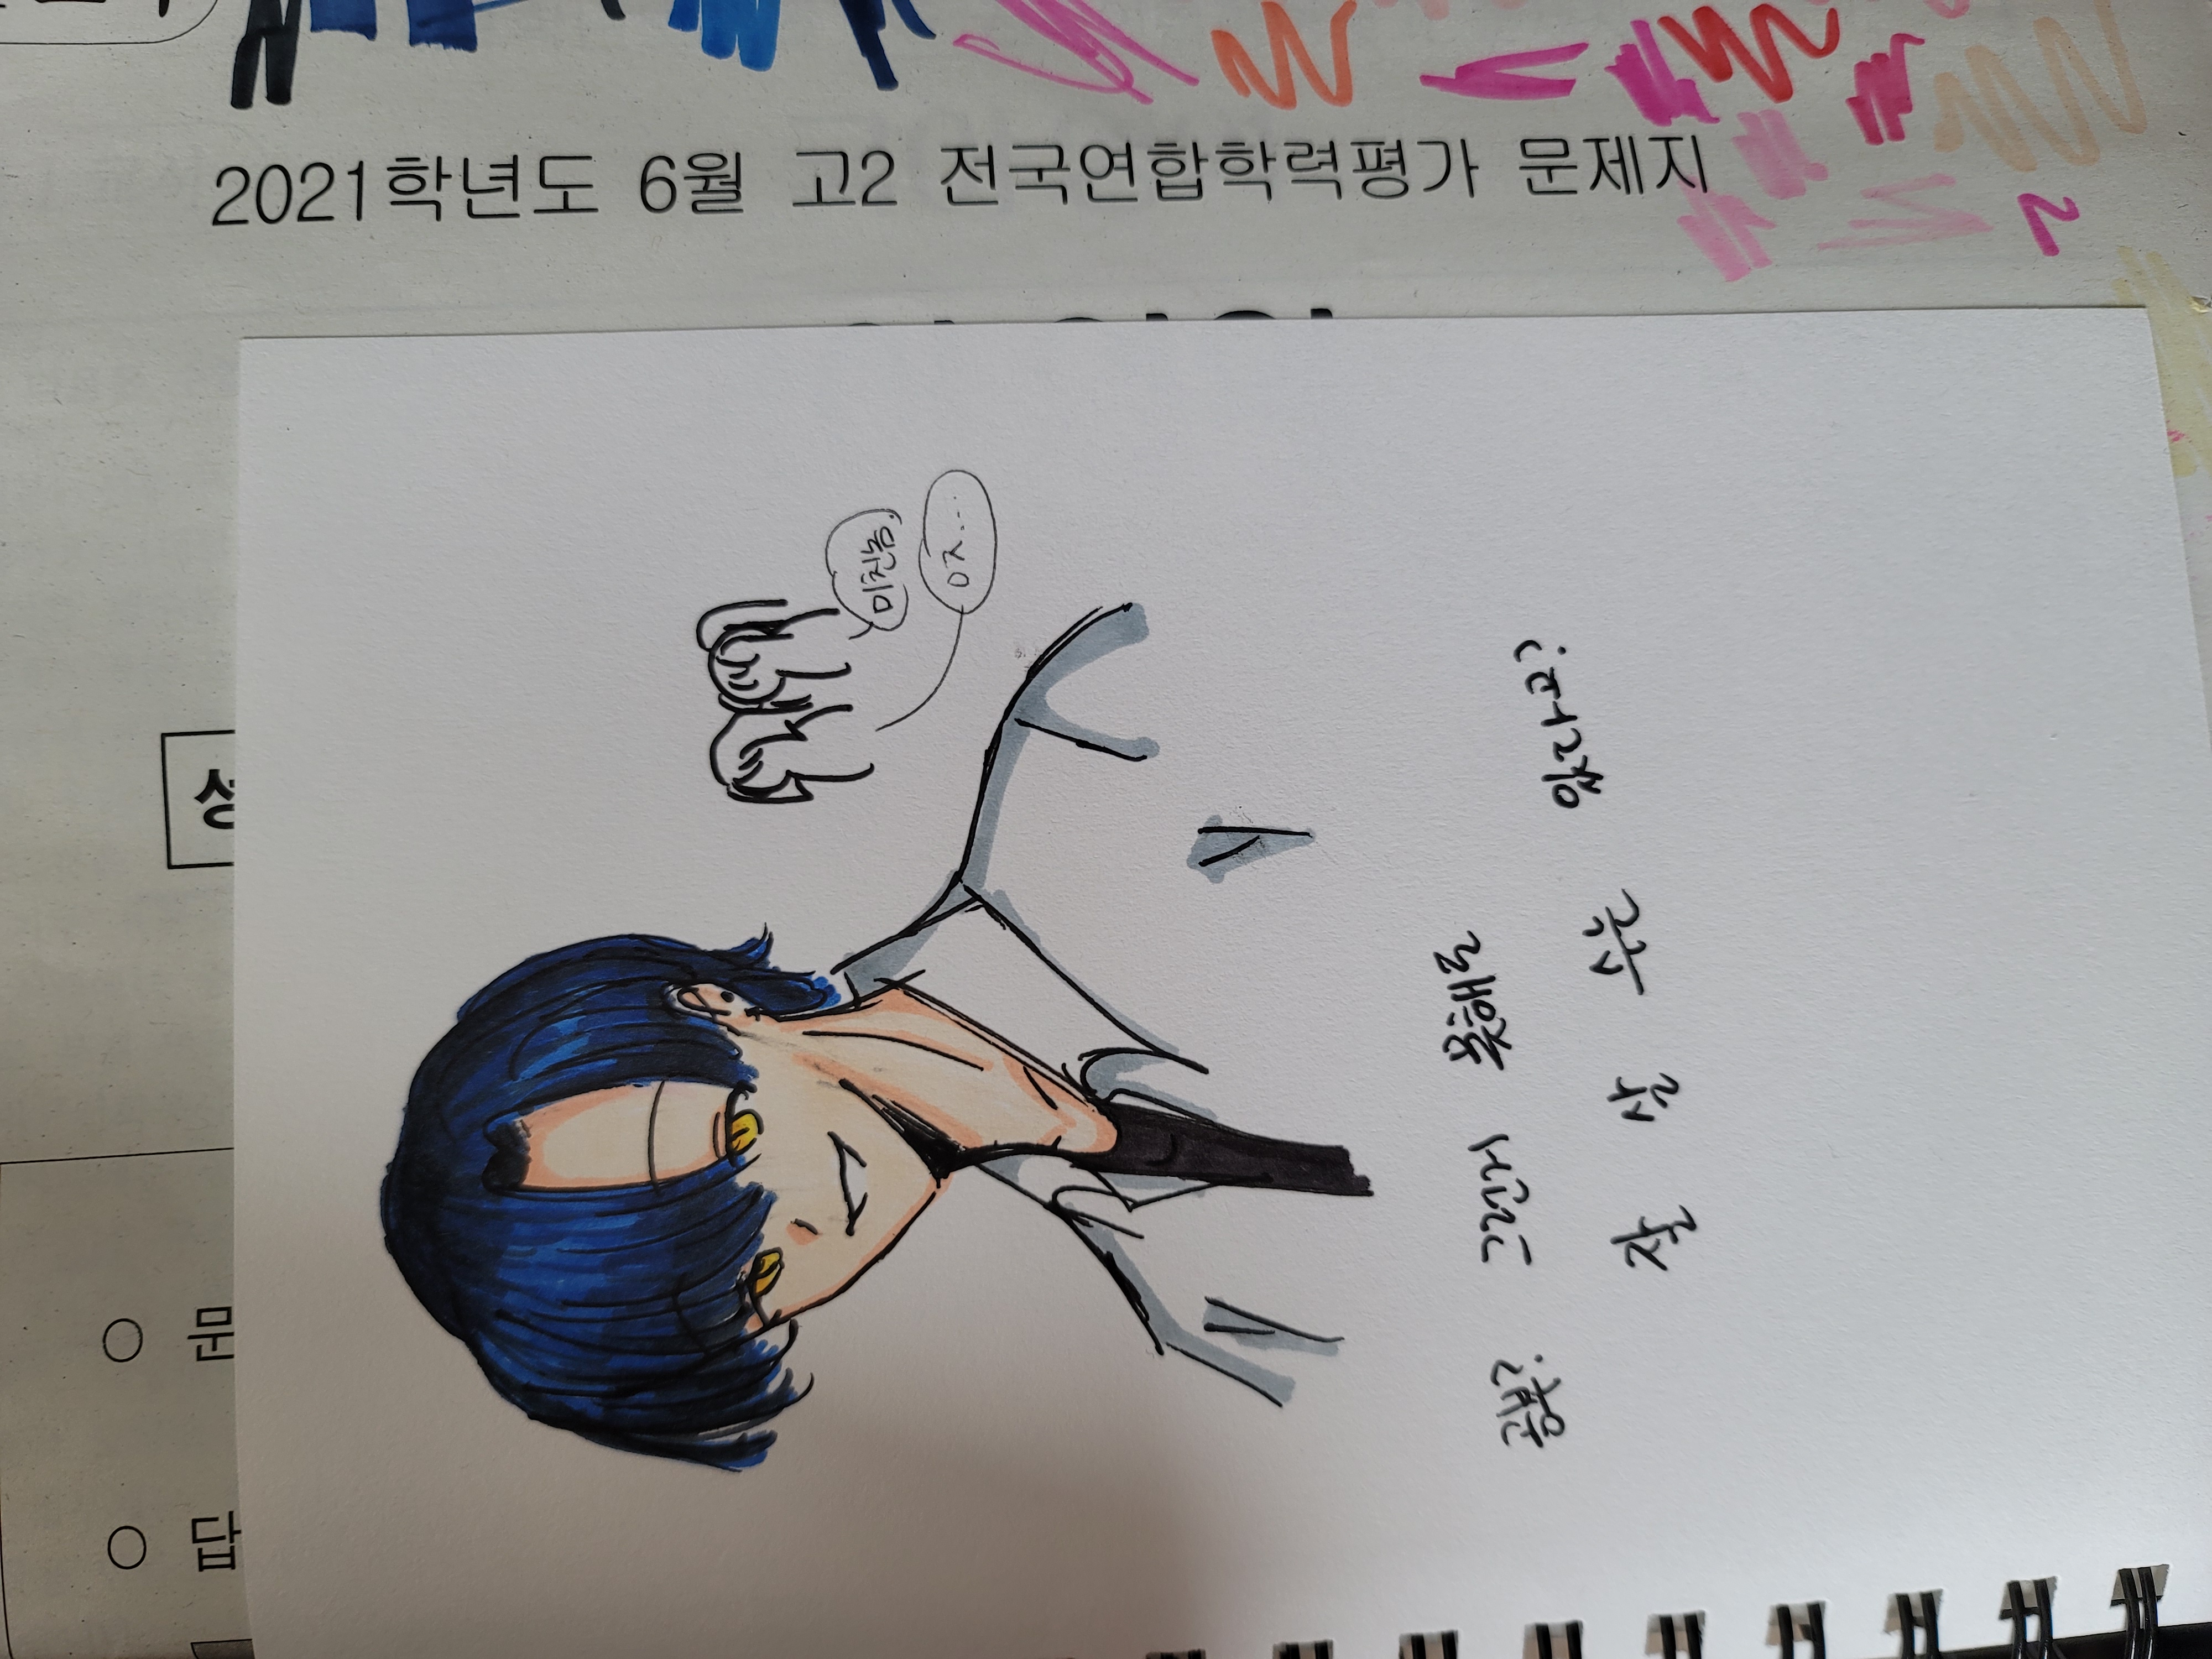 공부? 그런거 못해도
잘 살 수는 있다고?
미친놈.
ㅇㅈ...
2021학년도 6월 고2 전국연합학력평가 문제지